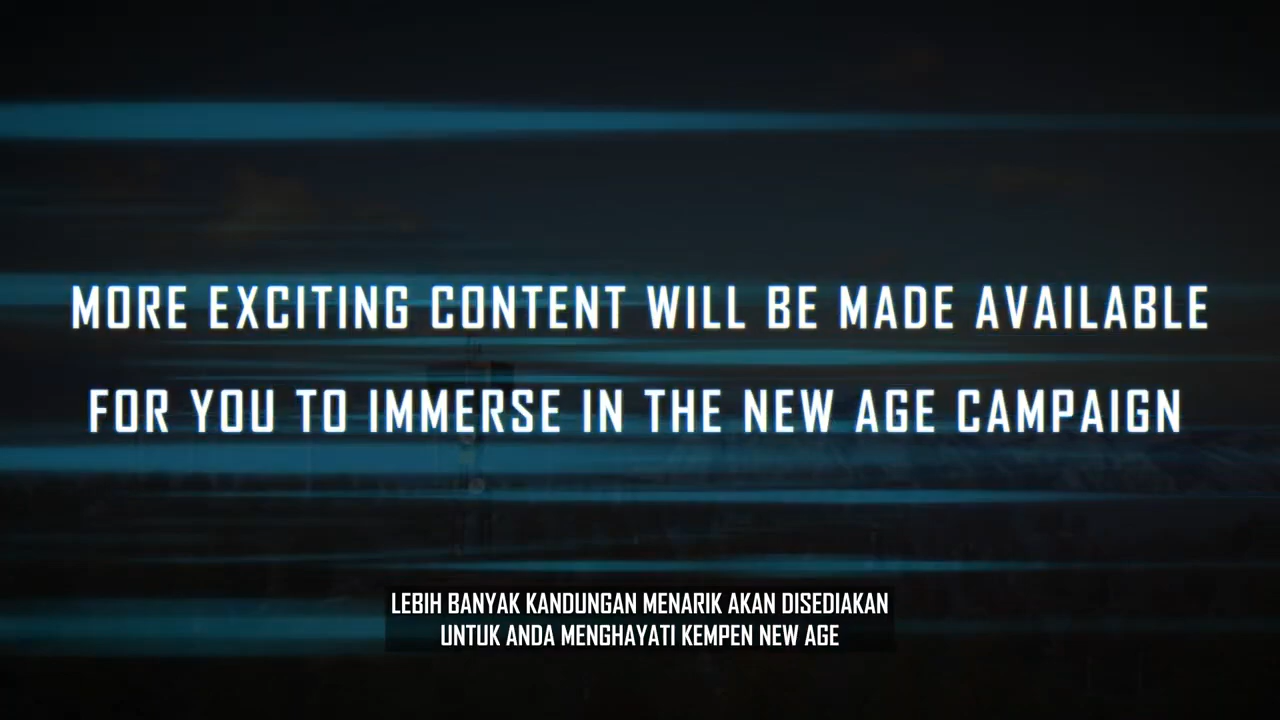 MORE EXCITING CONTENT WILL BE MADE AVAILABLE
FOR YOU TO IMMERSE IN THE NEW AGE CAMPAIGN
LEBIH BANYAK KANDUNGAN MENARIK AKAN DISEDIAKAN
UNTUK ANDA MENGHAYATI KEMPEN NEW AGE